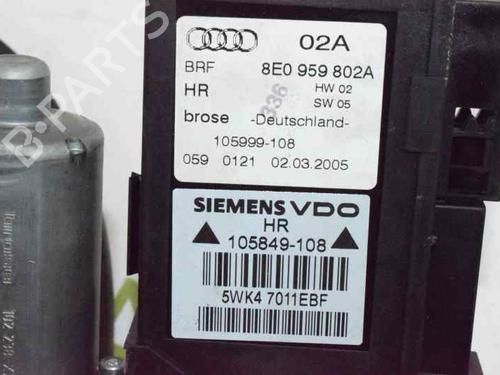 02A
BRF 8E0 959 802A
HR HW 02
SW 05
336
brose -Deutschland-
105999-108
059 0121 02.03.2005
SIEMENS VDO
HR
105849-108
5WK4 7011EBF
B-PARTS